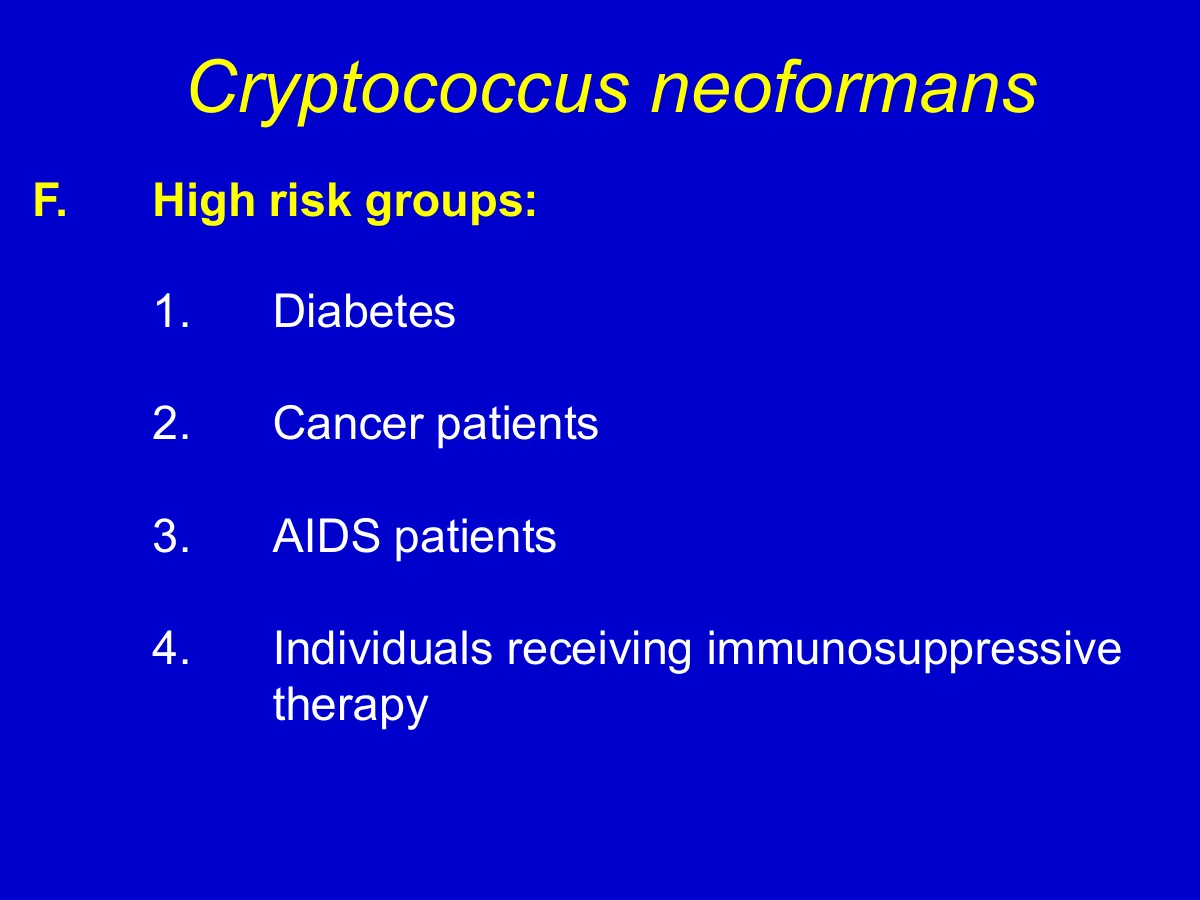 Cryptococcus neoformans
F. High risk groups:
1. Diabetes
2. Cancer patients
3. AIDS patients
4. Individuals receiving immunosuppressive
therapy